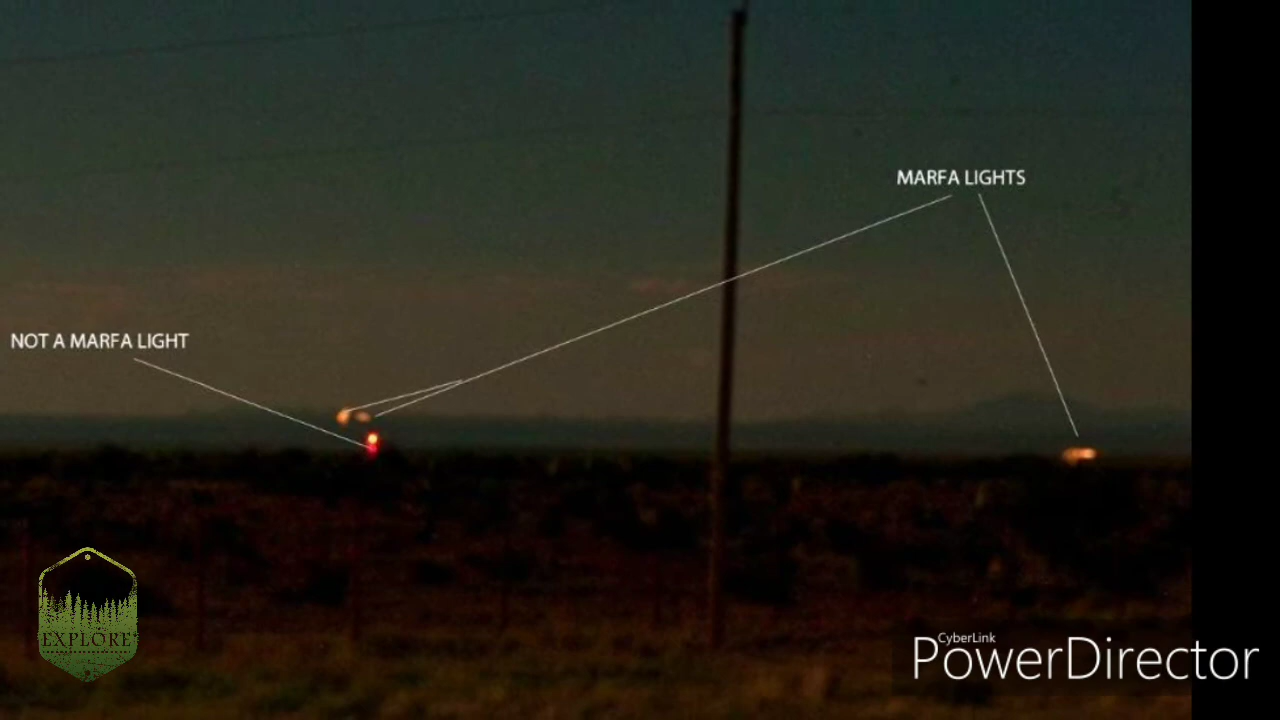 MARFA LIGHTS
NOT A MARFA LIGHT
EXPLORE
CyberLink
PowerDirector